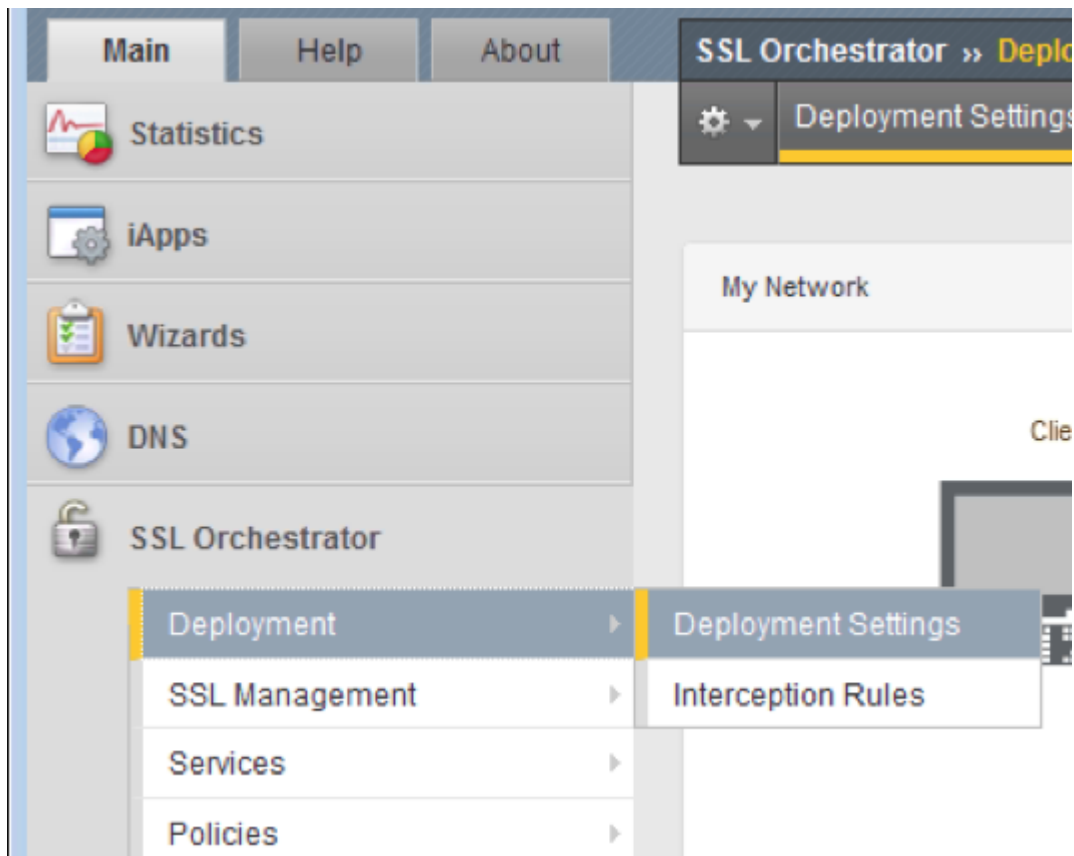 Main
Help
About
SSL Orchestrator »
Deployment Settings
Statistics
iApps
Wizards
DNS
SSL Orchestrator
Deployment
SSL Management
Services
Policies
Deployment Settings
Interception Rules
My Network